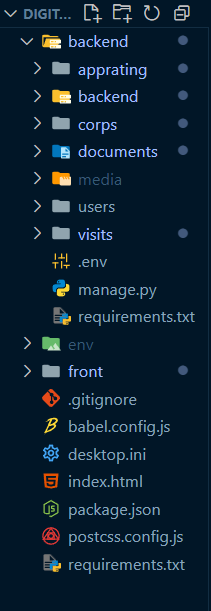 DIGIT...
backend
apprating
backend
corps
documents
media
users
visits
.env
manage.py
requirements.txt
env
front
.gitignore
babel.config.js
desktop.ini
index.html
package.json
postcss.config.js
requirements.txt